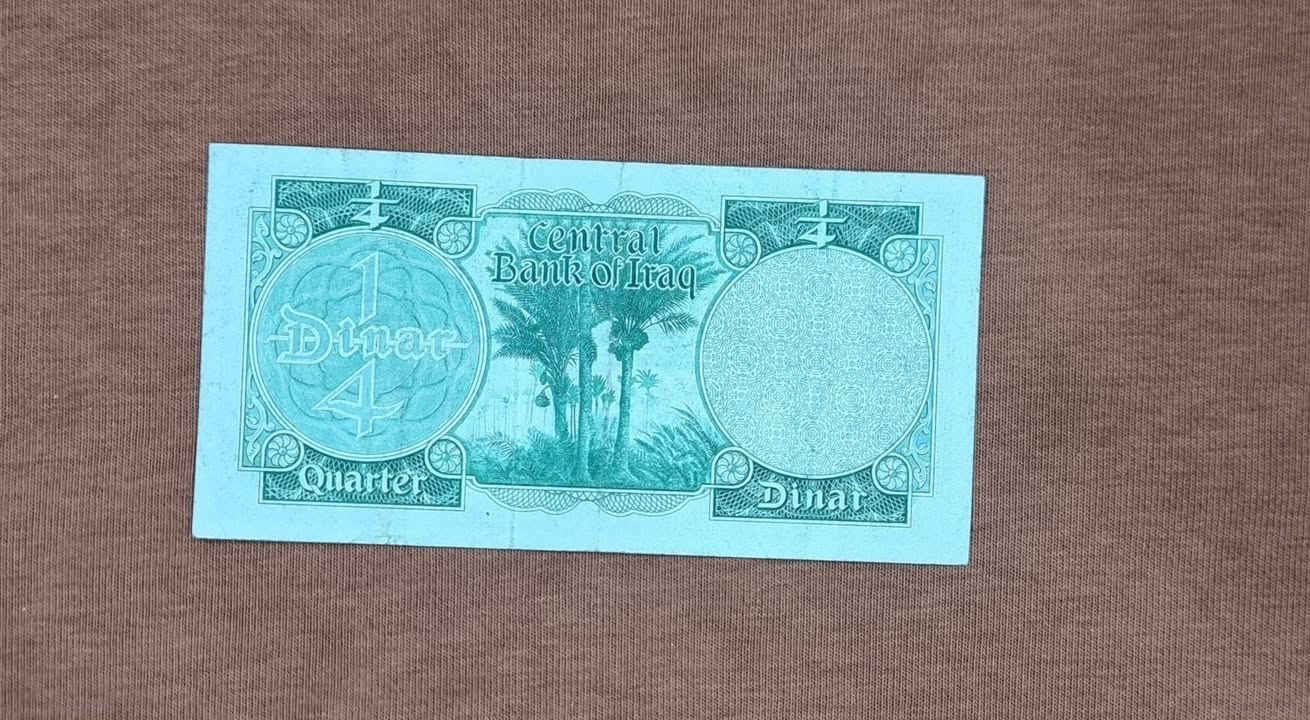 1/4
1/4
Central
Bank of Iraq
1
Dinar
4
Quarter
Dinar